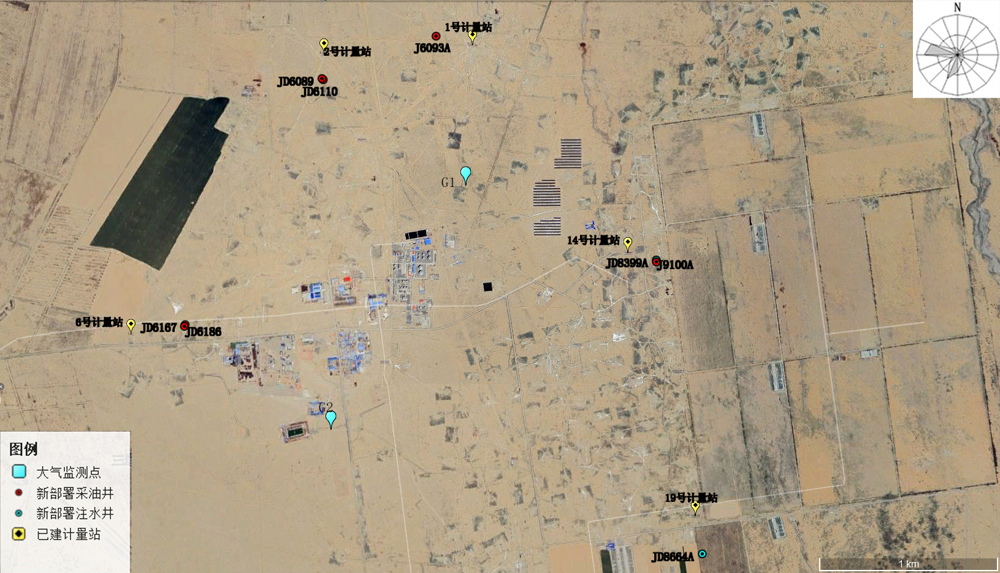 N
1号计量站
2号计量站
J6093A
JD6089
JD6110
G1
14号计量站
JD8399A
J9100A
6号计量站
JD6167
JD6186
G2
图例
大气监测点
新部署采油井
新部署注水井
已建计量站
19号计量站
JD8664A
1 km